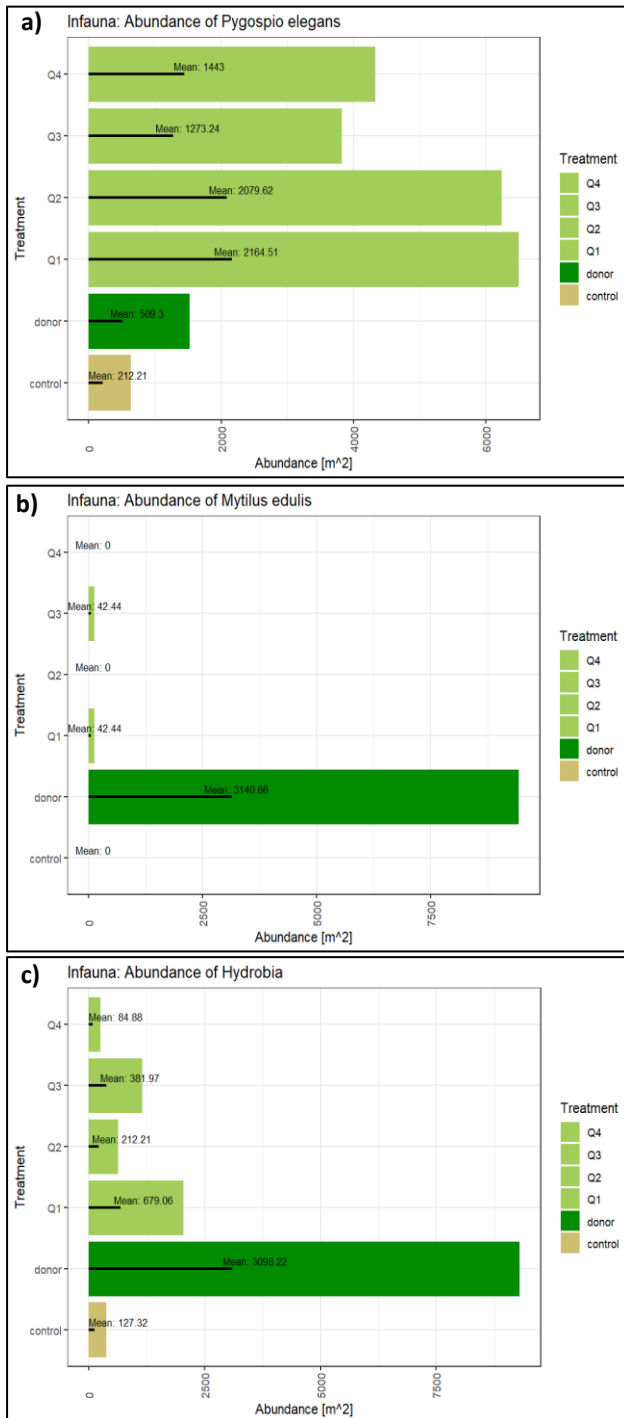 a)
Infauna: Abundance of Pygospio elegans
Treatment
Q4
Mean: 1443
Q3
Mean: 1273.24
Q2
Mean: 2079.62
Q1
Mean: 2164.51
donor
Mean: 509.3
control
Mean: 212.21
0
2000
4000
6000
Abundance [m^2]
Treatment
Q4
Q3
Q2
Q1
donor
control
b)
Infauna: Abundance of Mytilus edulis
Treatment
Q4
Mean: 0
Q3
Mean: 42.44
Q2
Mean: 0
Q1
Mean: 42.44
donor
Mean: 3140.66
control
Mean: 0
0
2500
5000
7500
Abundance [m^2]
Treatment
Q4
Q3
Q2
Q1
donor
control
c)
Infauna: Abundance of Hydrobia
Treatment
Q4
Mean: 84.88
Q3
Mean: 381.97
Q2
Mean: 212.21
Q1
Mean: 679.06
donor
Mean: 3098.22
control
Mean: 127.32
0
2500
5000
7500
Abundance [m^2]
Treatment
Q4
Q3
Q2
Q1
donor
control